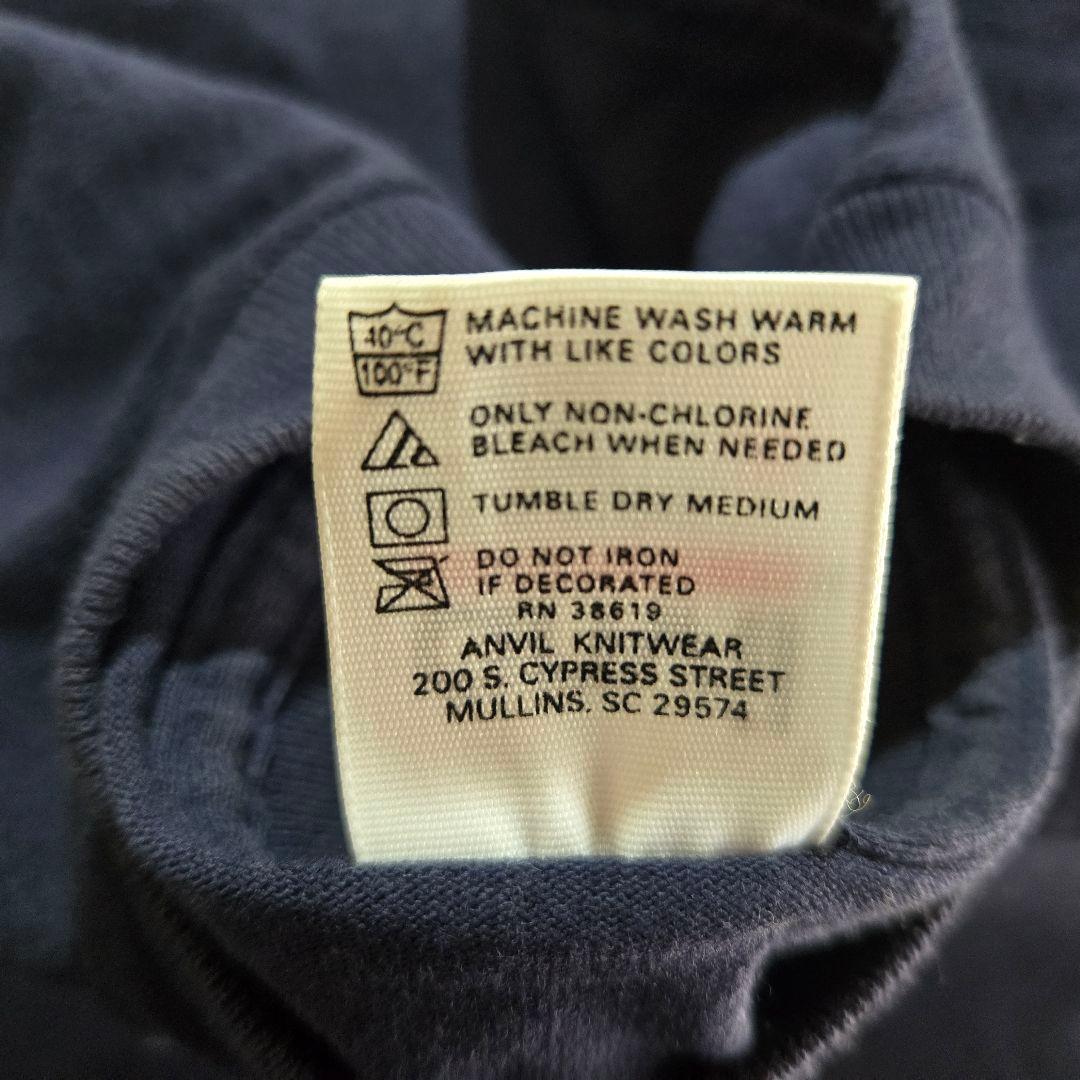 40°C
100°F
MACHINE WASH WARM
WITH LIKE COLORS
ONLY NON-CHLORINE
BLEACH WHEN NEEDED
TUMBLE DRY MEDIUM
DO NOT IRON
IF DECORATED
RN 38619
ANVIL KNITWEAR
200 S. CYPRESS STREET
MULLINS, SC 29574